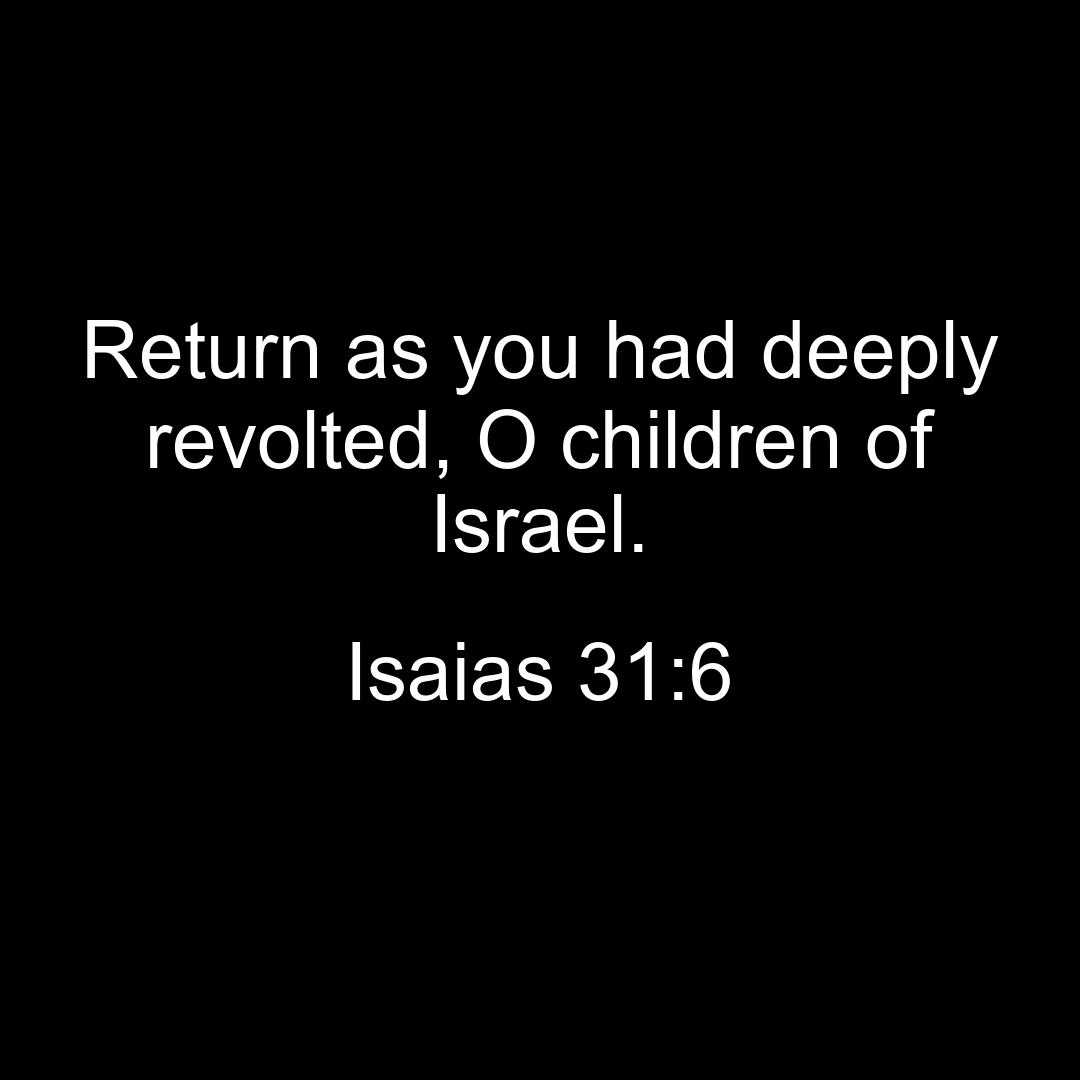 Return as you had deeply
revolted, O children of
Israel.
Isaias 31:6